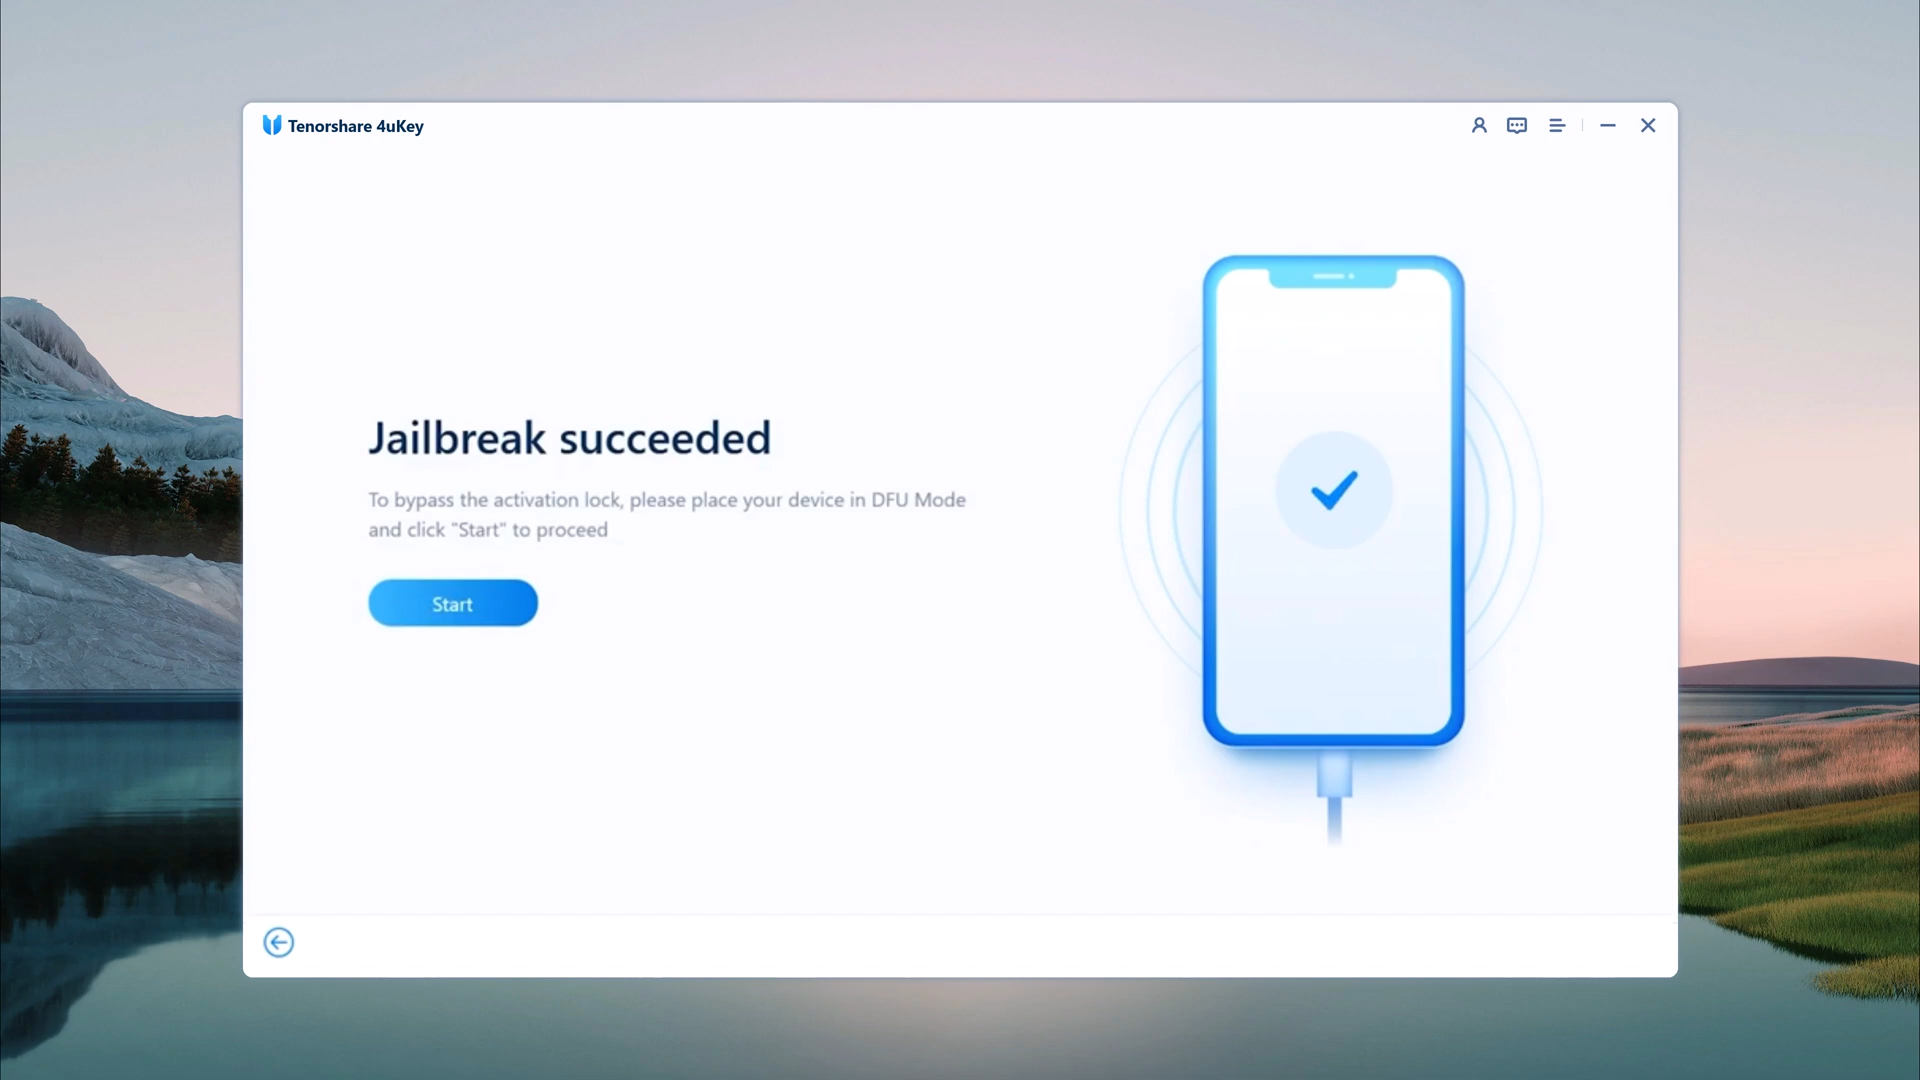 Tenorshare 4uKey
Jailbreak succeeded
To bypass the activation lock, please place your device in DFU Mode
and click "Start" to proceed
Start